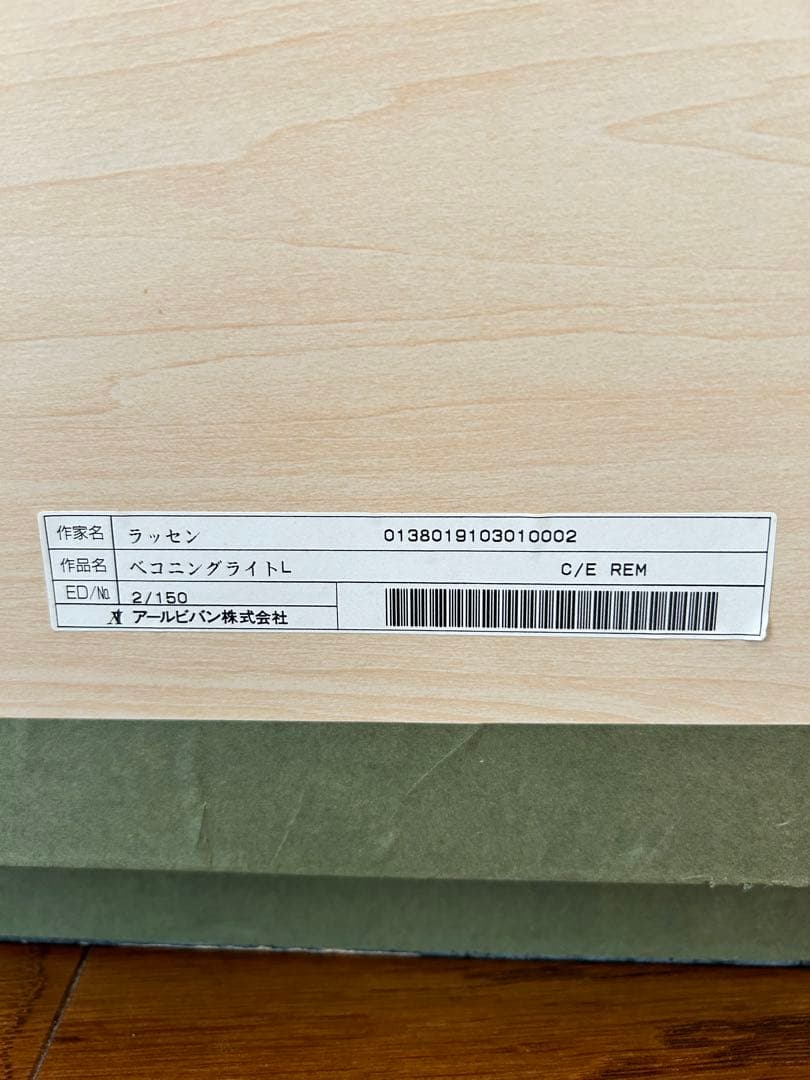 作家名 ラッセン 0138019103010002
作品名 ベコニングライトL C/E REM
ED/№ 2/150
アールビバン株式会社